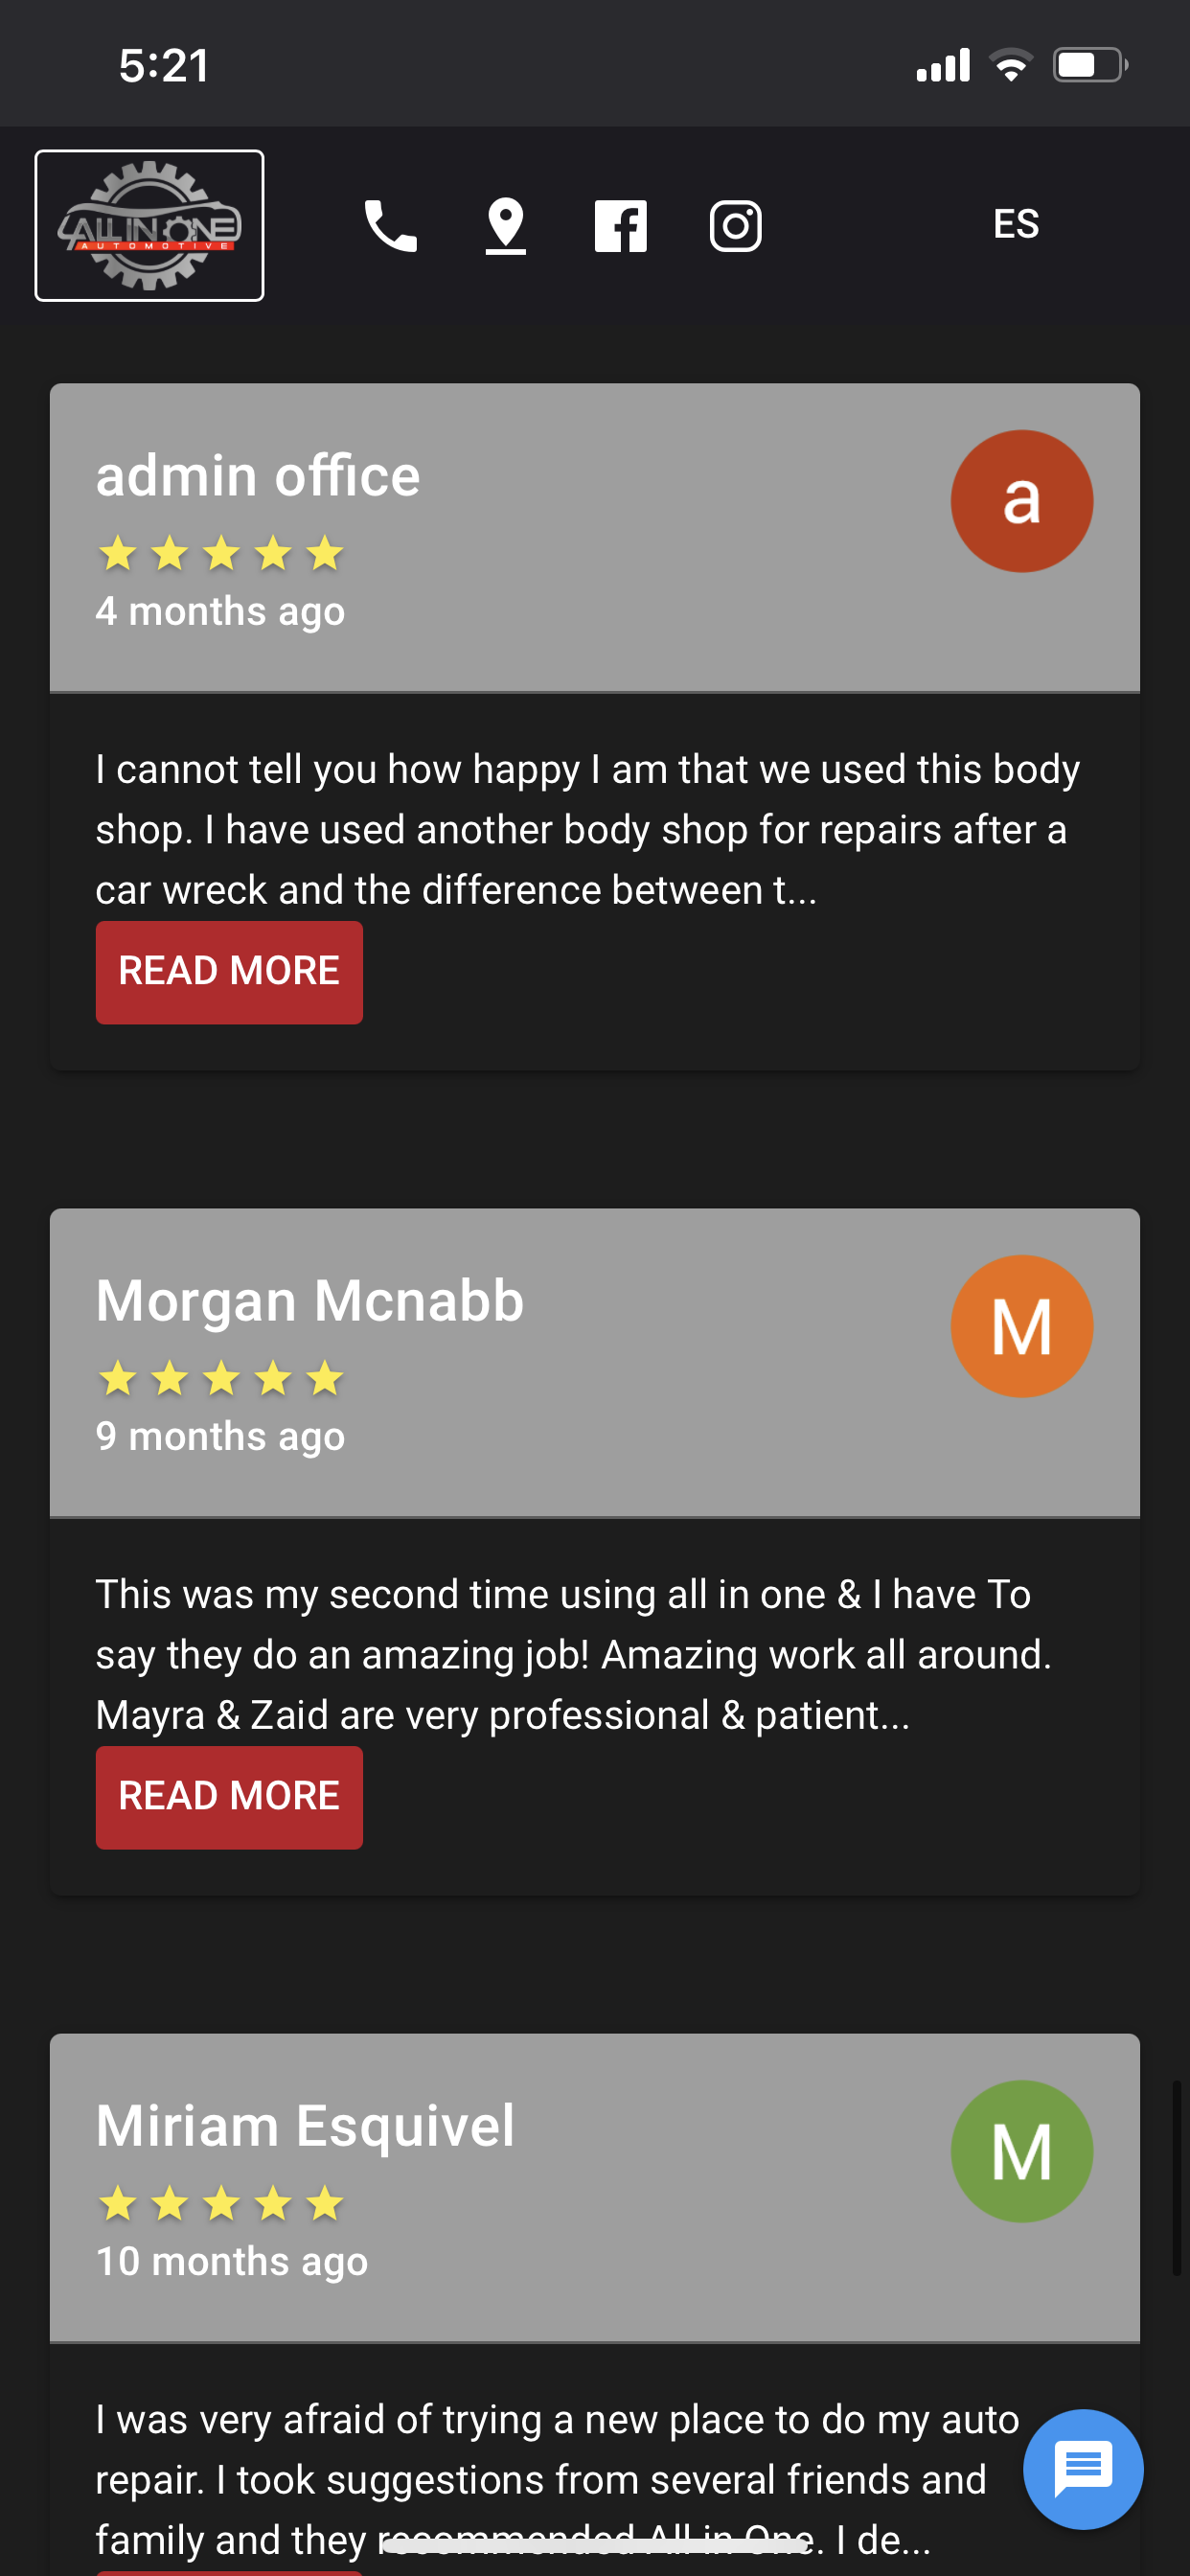 5:21
ALL IN ONE
AUTOMOTIVE
ES
admin office
a
4 months ago
I cannot tell you how happy I am that we used this body
shop. I have used another body shop for repairs after a
car wreck and the difference between t...
READ MORE
Morgan Mcnabb
M
9 months ago
This was my second time using all in one & I have To
say they do an amazing job! Amazing work all around.
Mayra & Zaid are very professional & patient...
READ MORE
Miriam Esquivel
M
10 months ago
I was very afraid of trying a new place to do my auto
repair. I took suggestions from several friends and
family and they recommended All in One. I de...